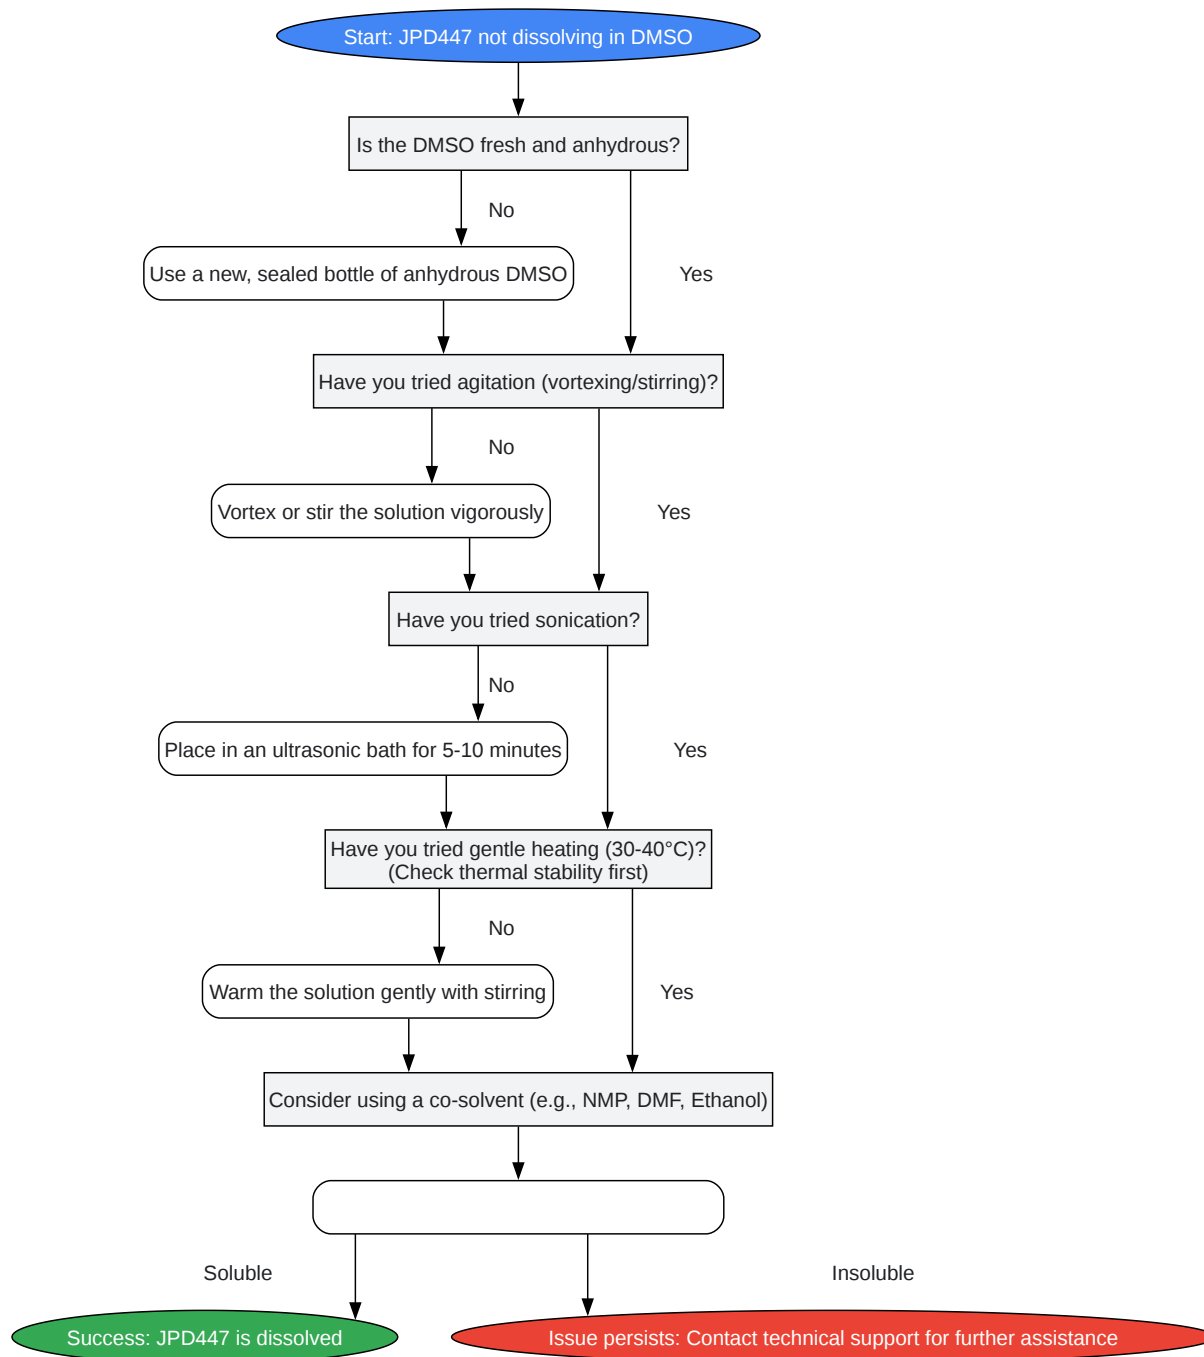 Start: JPD447 not dissolving in DMSO
Is the DMSO fresh and anhydrous?
No
Use a new, sealed bottle of anhydrous DMSO
Yes
Have you tried agitation (vortexing/stirring)?
No
Vortex or stir the solution vigorously
Yes
Have you tried sonication?
No
Place in an ultrasonic bath for 5-10 minutes
Yes
Have you tried gentle heating (30-40°C)?
(Check thermal stability first)
No
Warm the solution gently with stirring
Yes
Consider using a co-solvent (e.g., NMP, DMF, Ethanol)
Soluble
Insoluble
Success: JPD447 is dissolved
Issue persists: Contact technical support for further assistance